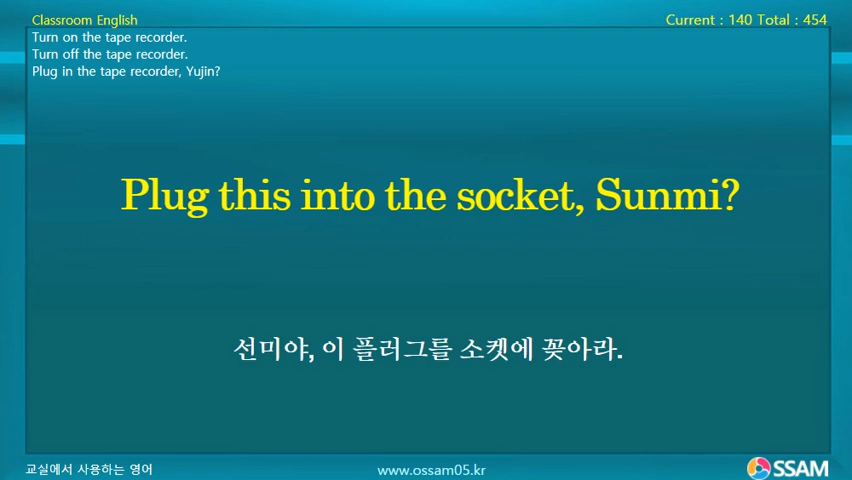 Classroom English
Current : 140 Total : 454
Turn on the tape recorder.
Turn off the tape recorder.
Plug in the tape recorder, Yujin?
Plug this into the socket, Sunmi?
선미야, 이 플러그를 소켓에 꽂아라.
교실에서 사용하는 영어
www.ossam05.kr
OSSAM